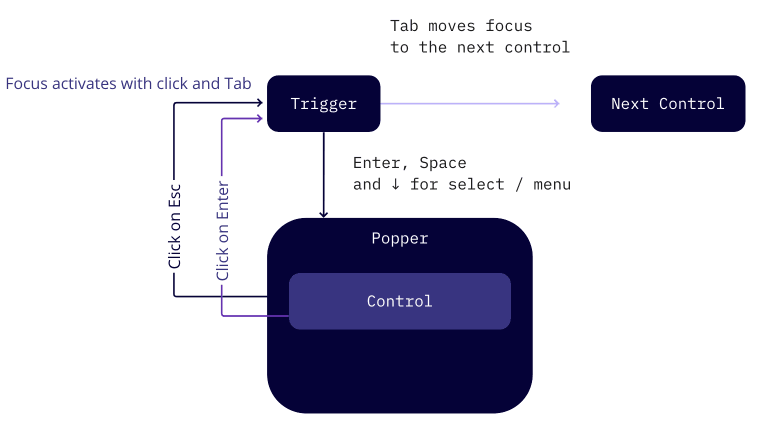 Tab moves focus
to the next control
Focus activates with click and Tab
Trigger
Next Control
Enter, Space
and ↓ for select / menu
Click on Esc
Click on Enter
Popper
Control